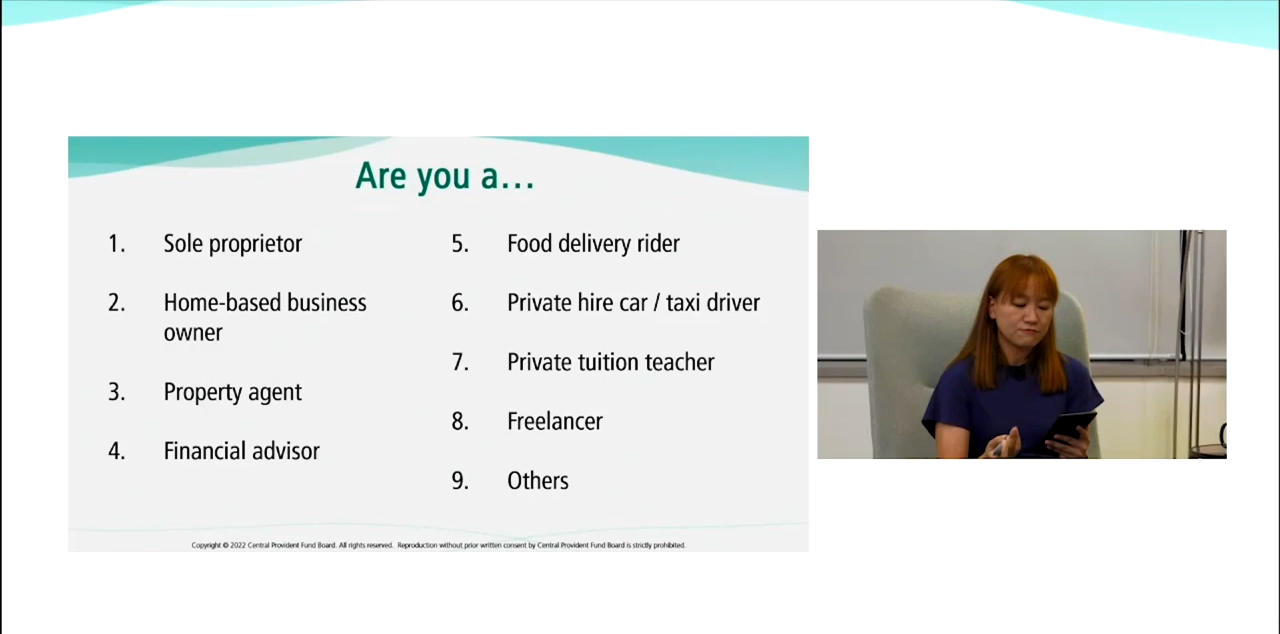 Are you a...
1. Sole proprietor
2. Home-based business
owner
3. Property agent
4. Financial advisor
5. Food delivery rider
6. Private hire car / taxi driver
7. Private tuition teacher
8. Freelancer
9. Others
Copyright © 2022 Central Provident Fund Board. All rights reserved. Reproduction without prior written consent by Central Provident Fund Board is strictly prohibited.